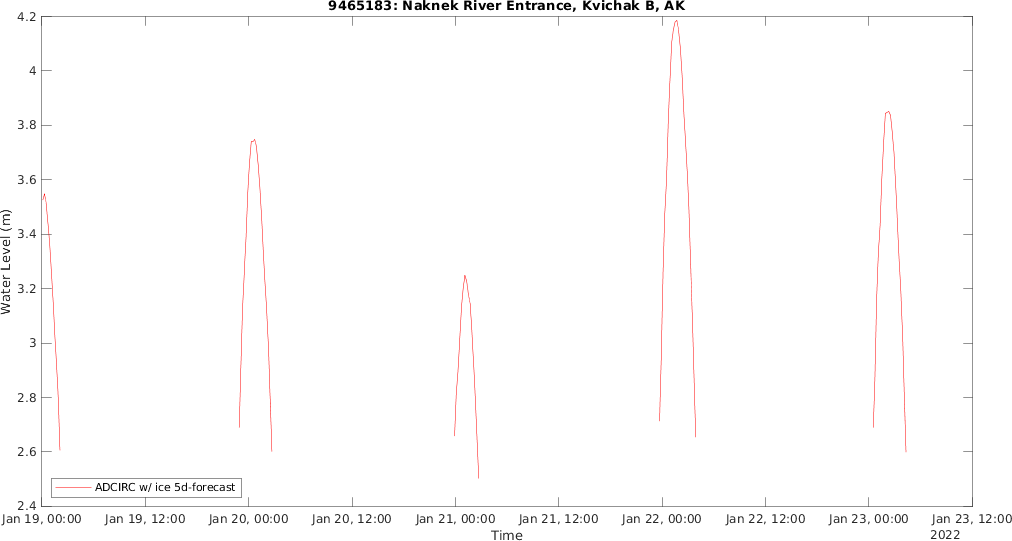 9465183: Naknek River Entrance, Kvichak B, AK
4.2
4
3.8
3.6
3.4
3.2
3
2.8
2.6
2.4
Water Level (m)
ADCIRC w/ ice 5d-forecast
Jan 19, 00:00
Jan 19, 12:00
Jan 20, 00:00
Jan 20, 12:00
Jan 21, 00:00
Jan 21, 12:00
Jan 22, 00:00
Jan 22, 12:00
Jan 23, 00:00
Jan 23, 12:00
2022
Time